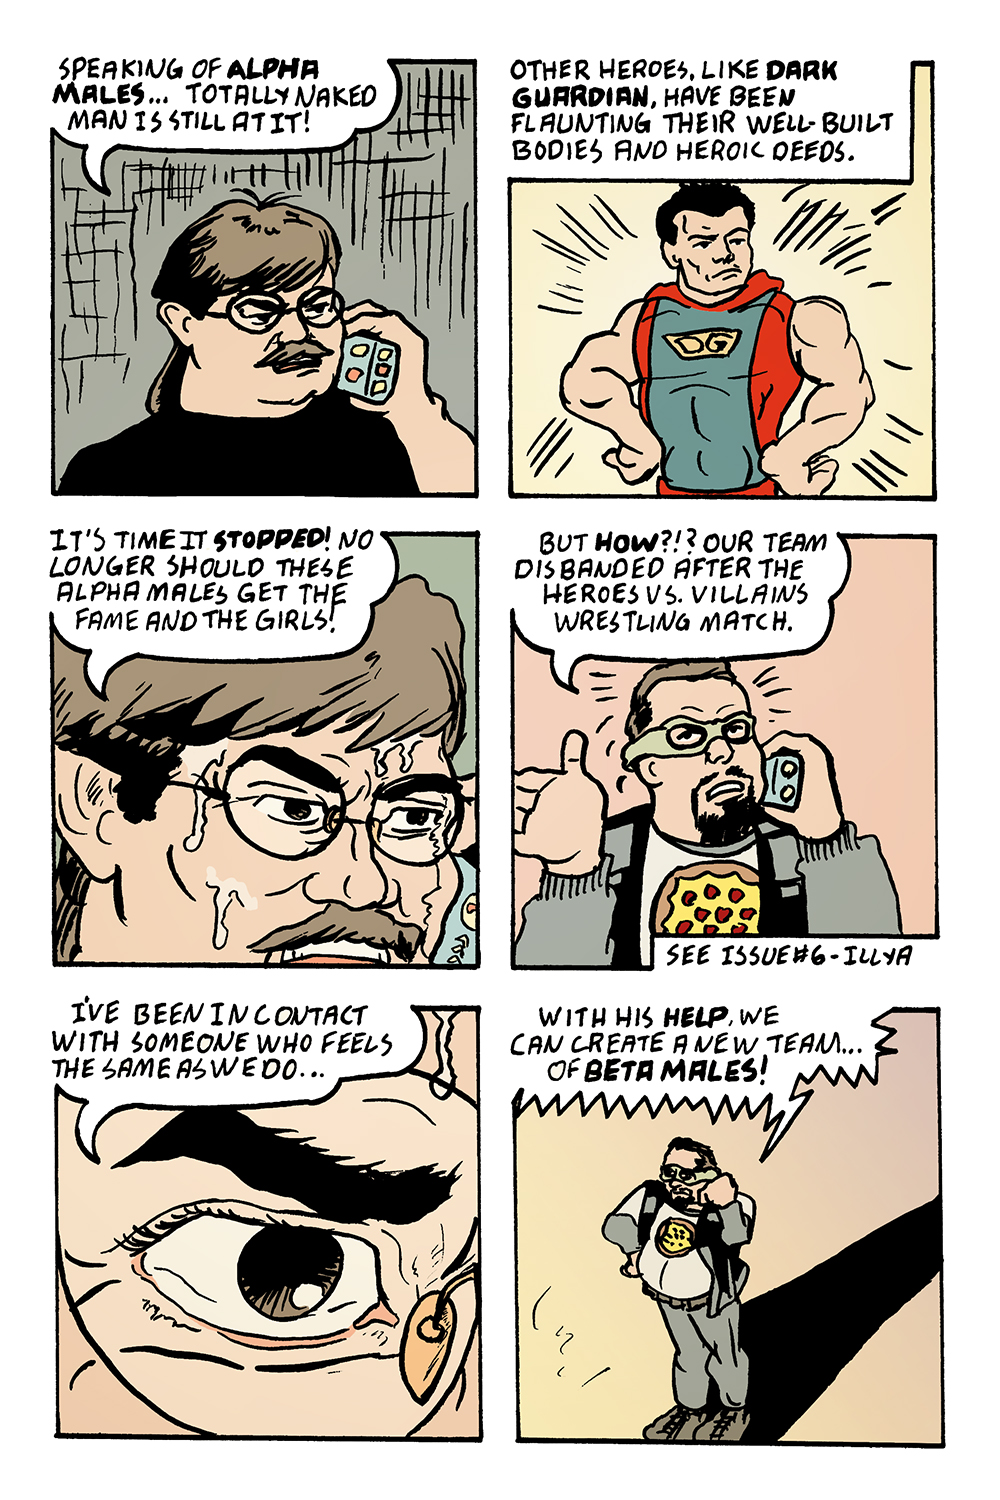 SPEAKING OF ALPHA
MALES... TOTALLY NAKED
MAN IS STILL AT IT!
OTHER HEROES, LIKE DARK
GUARDIAN, HAVE BEEN
FLAUNTING THEIR WELL-BUILT
BODIES AND HEROIC DEEDS.
DG
IT'S TIME IT STOPPED! NO
LONGER SHOULD THESE
ALPHA MALES GET THE
FAME AND THE GIRLS!
BUT HOW?!? OUR TEAM
DISBANDED AFTER THE
HEROES VS. VILLAINS
WRESTLING MATCH.
SEE ISSUE #6 - ILLYA
I'VE BEEN IN CONTACT
WITH SOMEONE WHO FEELS
THE SAME AS WE DO...
WITH HIS HELP, WE
CAN CREATE A NEW TEAM...
OF BETA MALES!